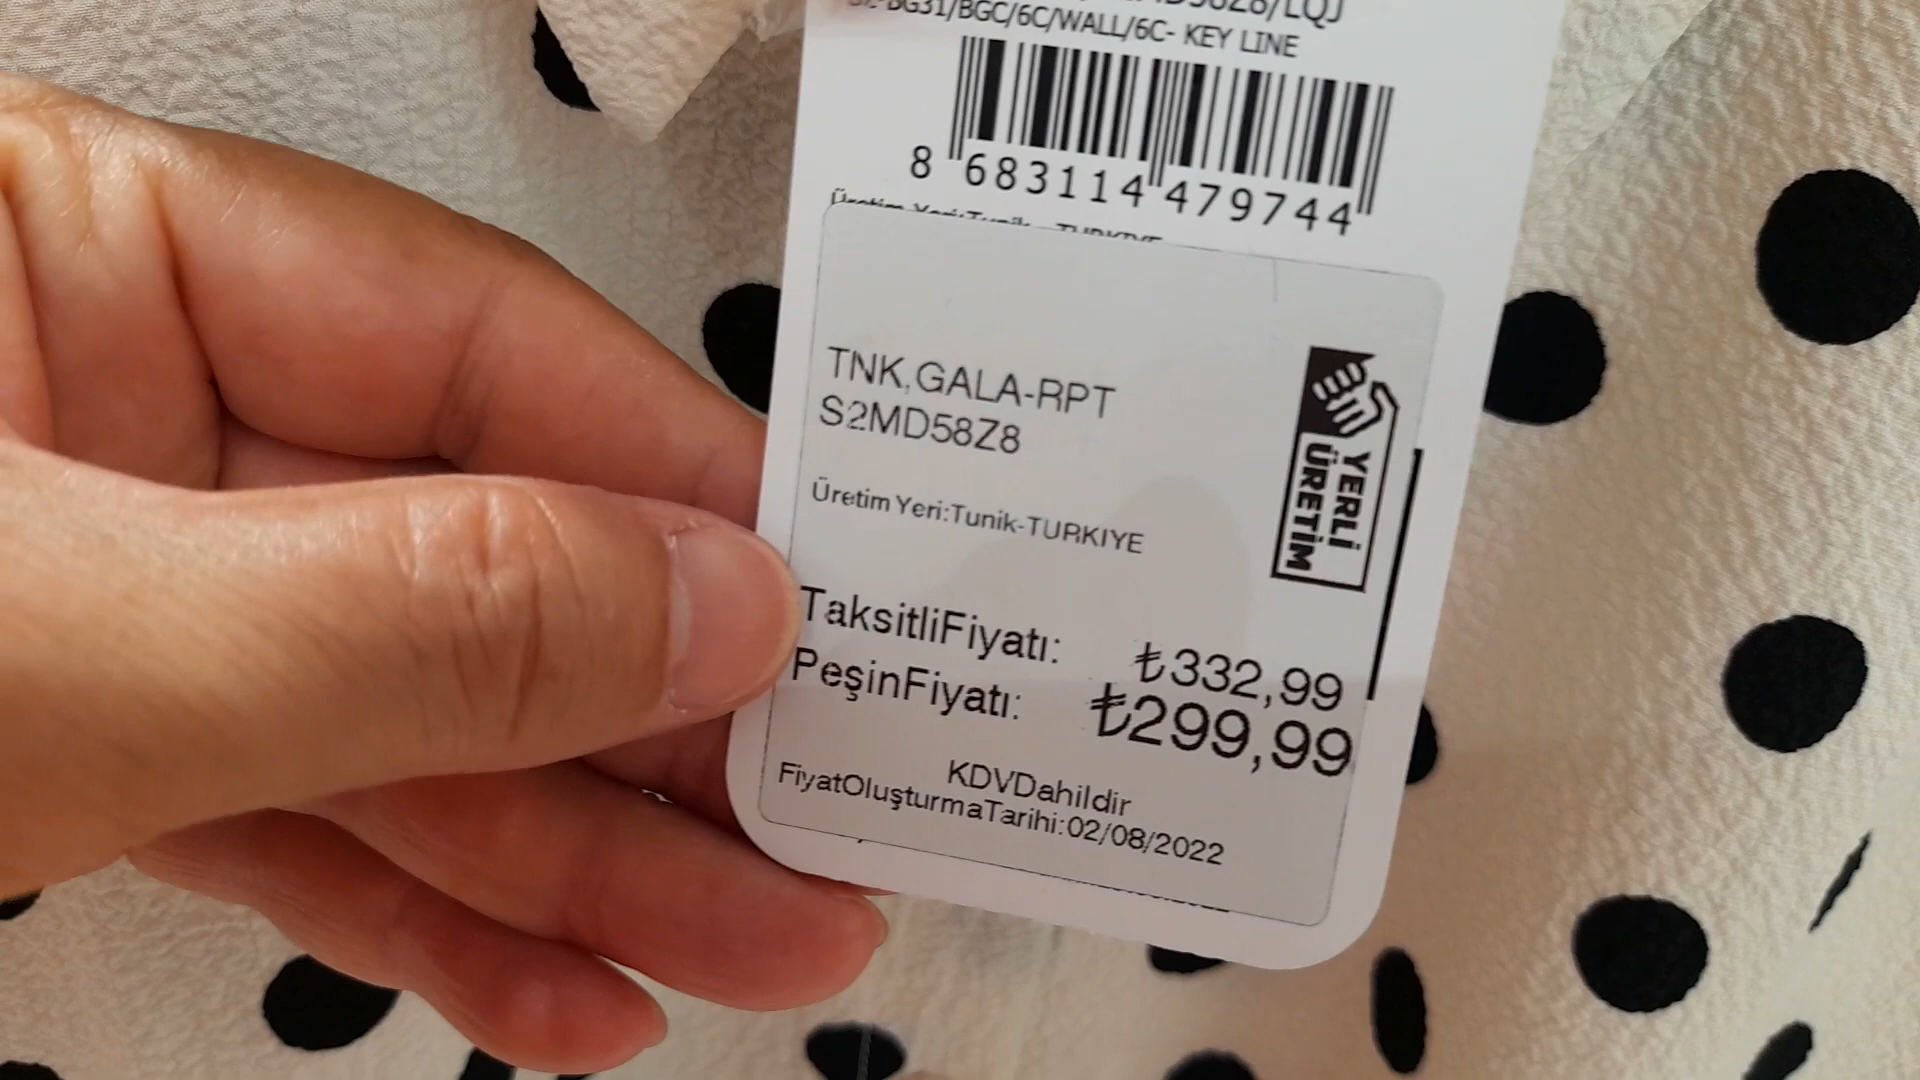 BG31/BGC/6C/WALL/6C- KEY LINE
8 683114 479744
TNK,GALA-RPT
S2MD58Z8
Üretim Yeri:Tunik-TURKIYE
YERLİ
ÜRETİM
TaksitliFiyatı: ₺332,99
PeşinFiyatı: ₺299,99
KDVDahildir
FiyatOluşturmaTarihi:02/08/2022